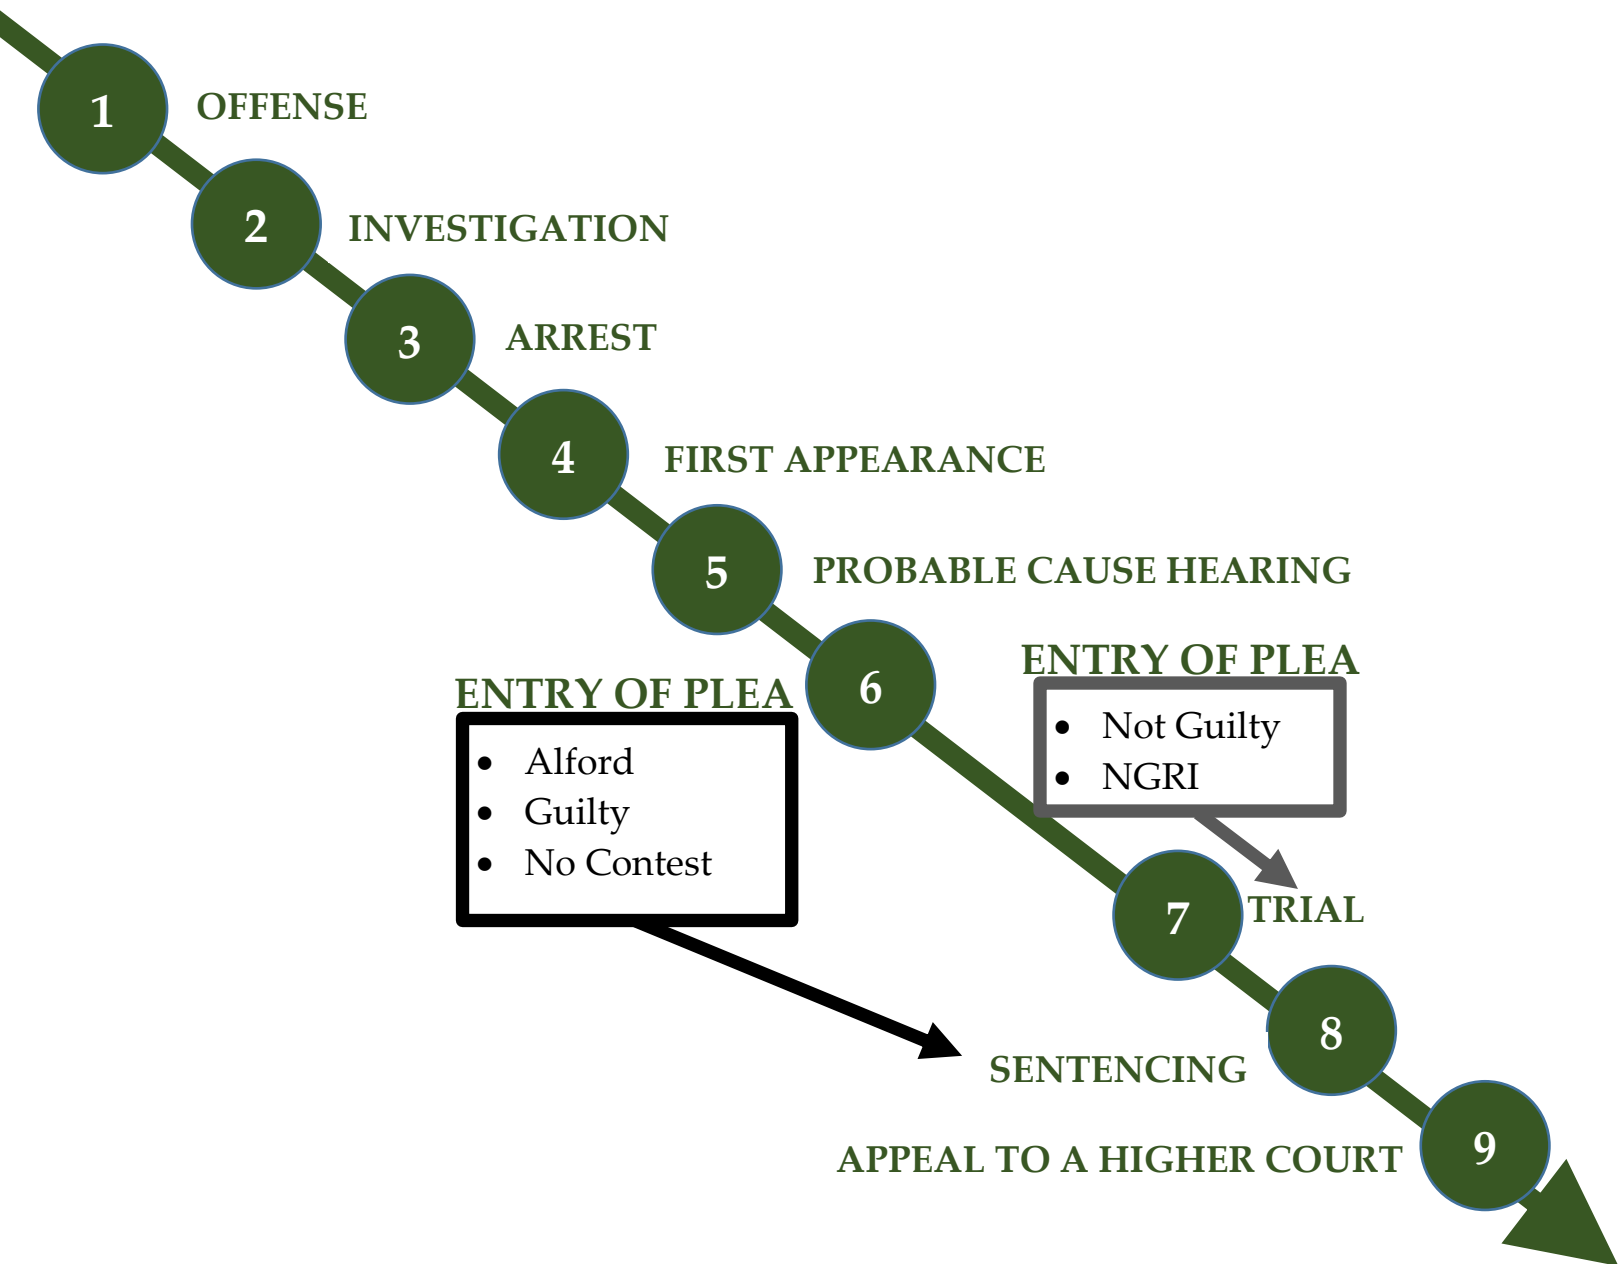 1 OFFENSE
2 INVESTIGATION
3 ARREST
4 FIRST APPEARANCE
5 PROBABLE CAUSE HEARING
6
ENTRY OF PLEA
• Alford
• Guilty
• No Contest
ENTRY OF PLEA
• Not Guilty
• NGRI
7 TRIAL
SENTENCING 8
APPEAL TO A HIGHER COURT 9